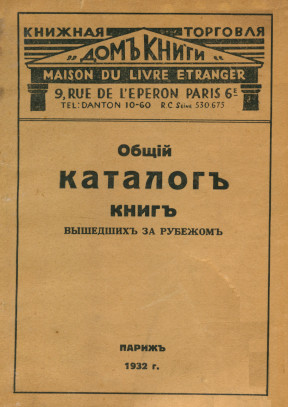 КНИЖНАЯ ТОРГОВЛЯ
„ДОМЪ КНИГИ“
MAISON DU LIVRE ETRANGER
9, RUE DE L'EPERON PARIS 6E
TEL: DANTON 10-60 R.C. Seine 530.673
Общій
КАТАЛОГЪ
КНИГЪ
ВЫШЕДШИХЪ ЗА РУБЕЖОМЪ
ПАРИЖЪ
1932 г.